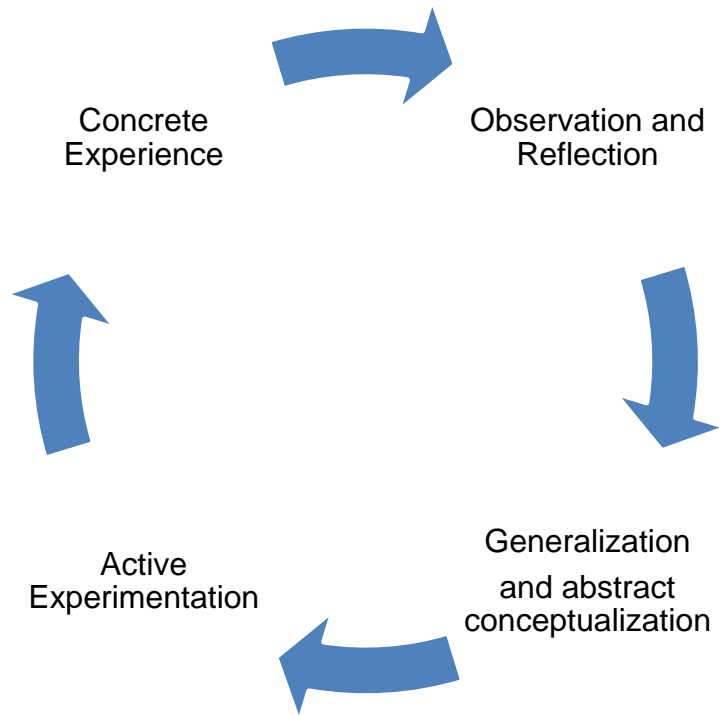 Concrete
Experience
Observation and
Reflection
Generalization
and abstract
conceptualization
Active
Experimentation